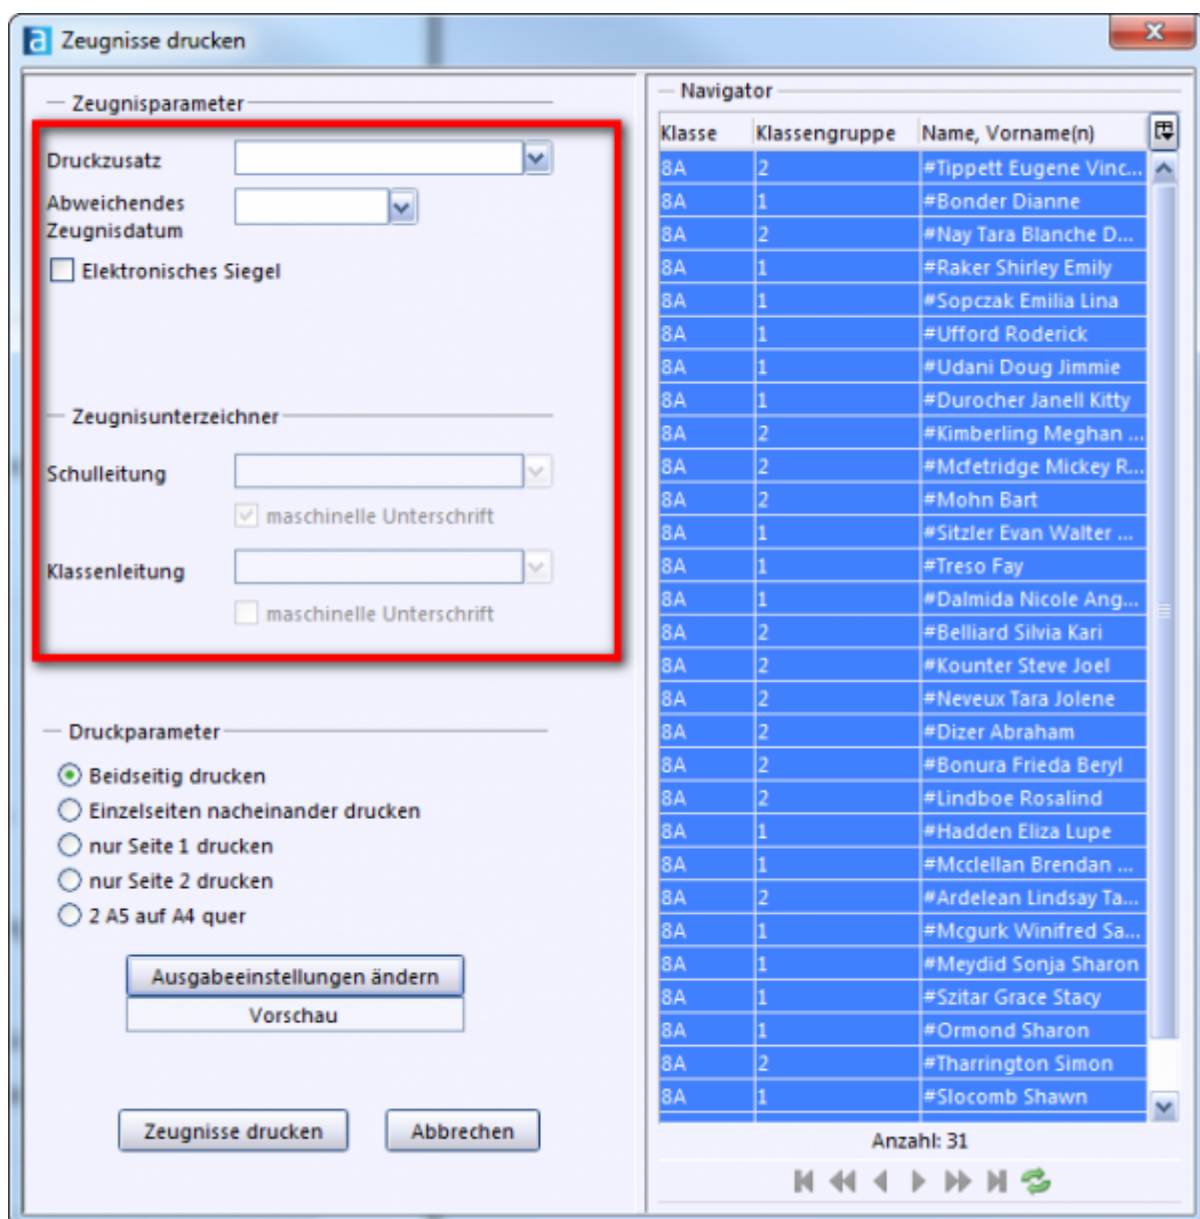 Zeugnisse drucken
Zeugnisparameter
Druckzusatz
Abweichendes
Zeugnisdatum
Elektronisches Siegel
Zeugnisunterzeichner
Schulleitung
maschinelle Unterschrift
Klassenleitung
maschinelle Unterschrift
Druckparameter
Beidseitig drucken
Einzelseiten nacheinander drucken
nur Seite 1 drucken
nur Seite 2 drucken
2 A5 auf A4 quer
Ausgabeeinstellungen ändern
Vorschau
Zeugnisse drucken Abbrechen
Navigator
Klasse Klassengruppe Name, Vorname(n)
8A 2 #Tippett Eugene Vinc...
8A 1 #Bonder Dianne
8A 2 #Nay Tara Blanche D...
8A 1 #Raker Shirley Emily
8A 1 #Sopczak Emilia Lina
8A 1 #Ufford Roderick
8A 1 #Udani Doug Jimmie
8A 1 #Durocher Janell Kitty
8A 2 #Kimberling Meghan ...
8A 2 #Mcfetridge Mickey R...
8A 2 #Mohn Bart
8A 1 #Sitzler Evan Walter ...
8A 1 #Treso Fay
8A 1 #Dalmida Nicole Ang...
8A 2 #Belliard Silvia Kari
8A 2 #Kounter Steve Joel
8A 2 #Neveux Tara Jolene
8A 2 #Dizer Abraham
8A 2 #Bonura Frieda Beryl
8A 2 #Lindboe Rosalind
8A 1 #Hadden Eliza Lupe
8A 1 #Mcclellan Brendan ...
8A 2 #Ardelean Lindsay Ta...
8A 1 #Mcgurk Winifred Sa...
8A 1 #Meydid Sonja Sharon
8A 1 #Szitar Grace Stacy
8A 1 #Ormond Sharon
8A 2 #Tharrington Simon
8A 1 #Slocomb Shawn
Anzahl: 31